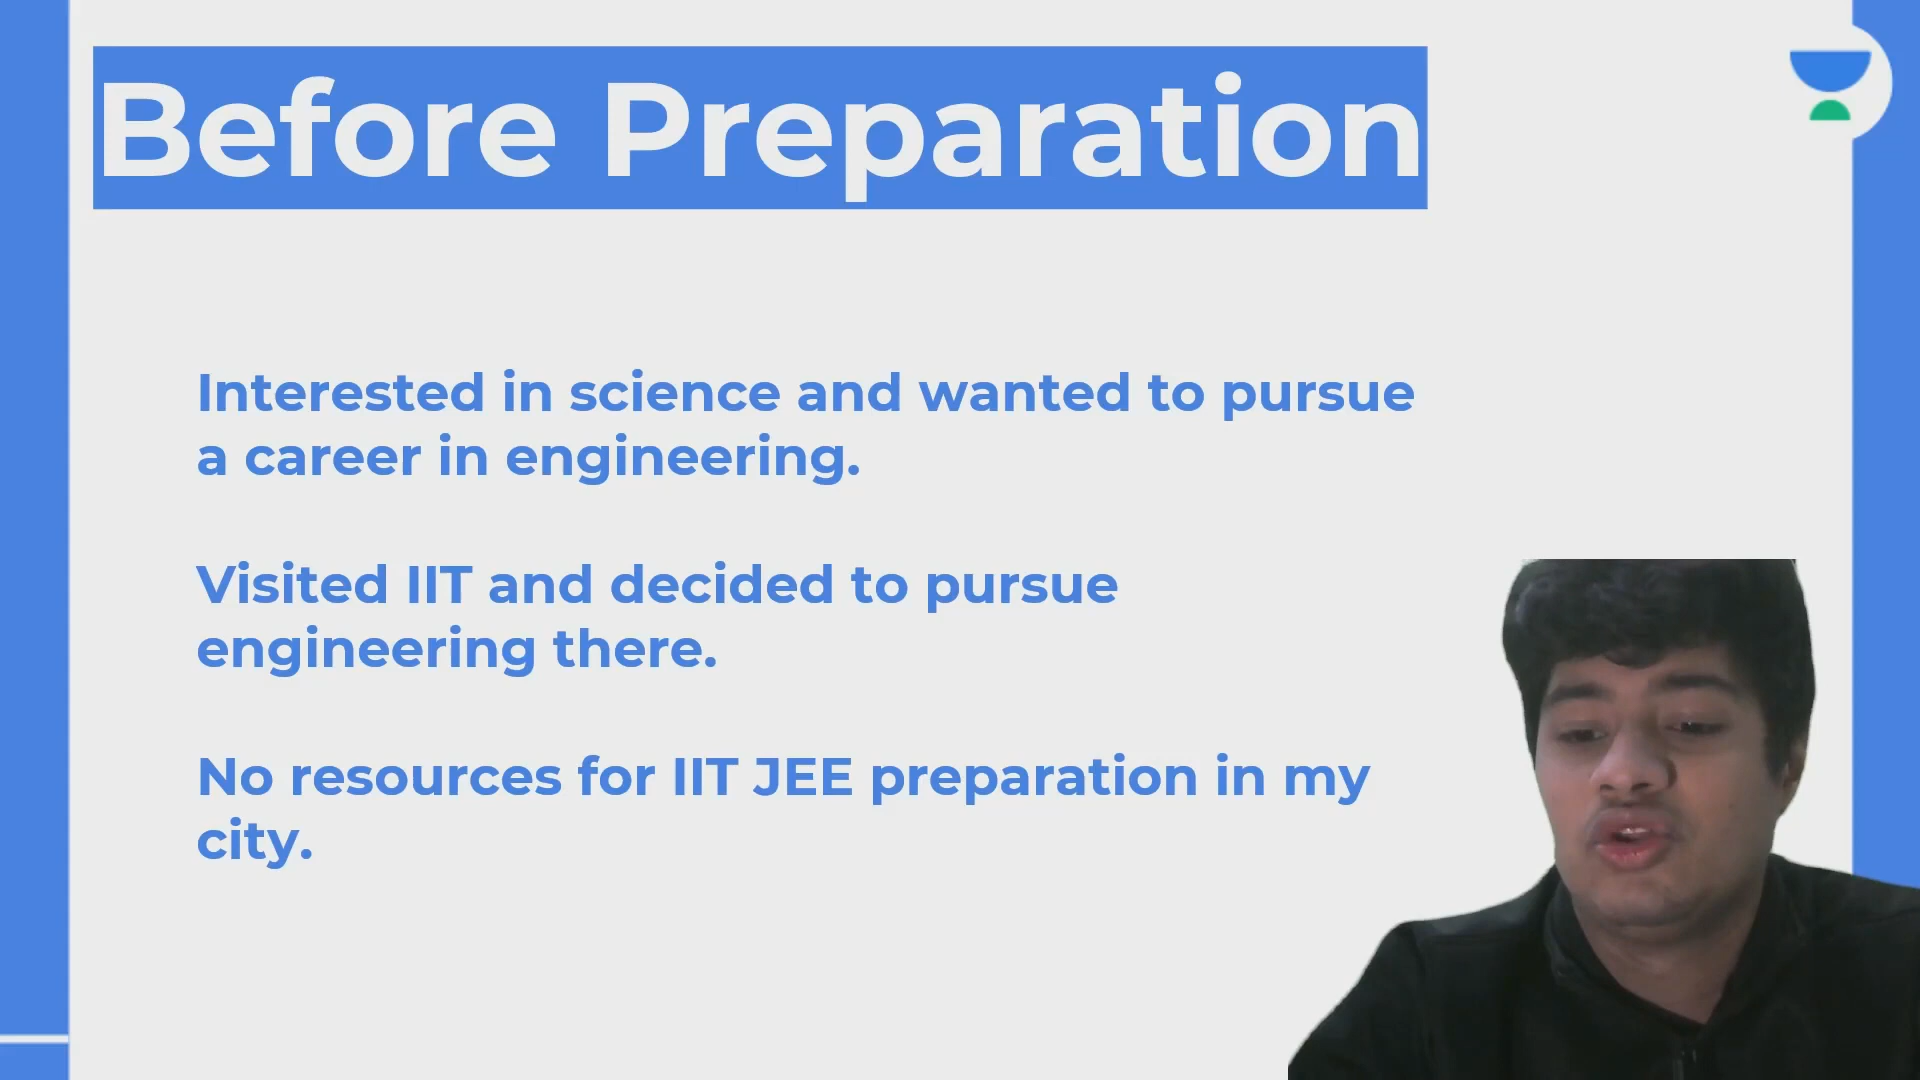 Before Preparation
Interested in science and wanted to pursue
a career in engineering.
Visited IIT and decided to pursue
engineering there.
No resources for IIT JEE preparation in my
city.